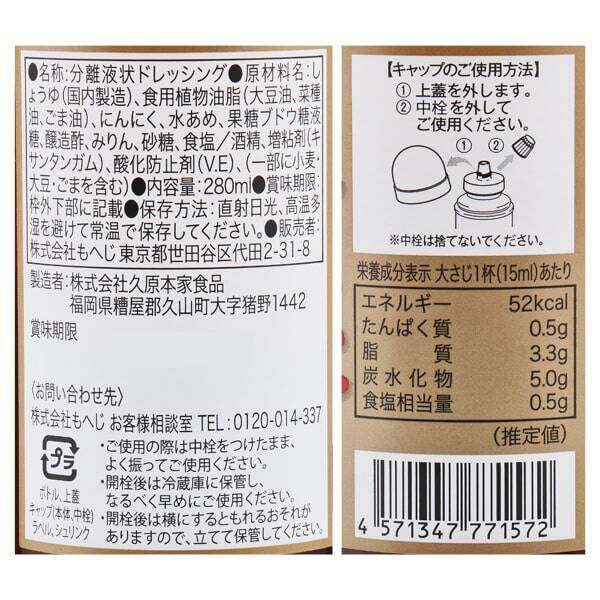 ●名称:分離液状ドレッシング●原材料名:し
ょうゆ(国内製造)、食用植物油脂(大豆油、菜種
油、ごま油)、にんにく、水あめ、果糖ブドウ糖液
糖、醸造酢、みりん、砂糖、食塩/酒精、増粘剤(キ
サンタンガム)、酸化防止剤(V.E)、(一部に小麦・
大豆・ごまを含む)●内容量:280ml●賞味期限:
枠外下部に記載●保存方法:直射日光、高温多
湿を避けて常温で保存してください。●販売者:
株式会社もへじ 東京都世田谷区代田2-31-8
製造者:株式会社久原本家食品
福岡県糟屋郡久山町大字猪野1442
賞味期限
〈お問い合わせ先〉
株式会社もへじ お客様相談室 TEL:0120-014-337
プラ
ボトル、上蓋
キャップ(本体、中栓)
ラベル、シュリンク
・ご使用の際は中栓をつけたまま、
よく振ってご使用ください。
・開栓後は冷蔵庫に保管し、
なるべく早めにご使用ください。
・開栓後は横にするともれるおそれが
ありますので、立てて保管してください。
【キャップのご使用方法】
① 上蓋を外します。
② 中栓を外して
ご使用ください。
①
②
※中栓は捨てないでください。
栄養成分表示 大さじ1杯(15ml)あたり
エネルギー 52kcal
たんぱく質 0.5g
脂質 3.3g
炭水化物 5.0g
食塩相当量 0.5g
(推定値)
4 571347 771572